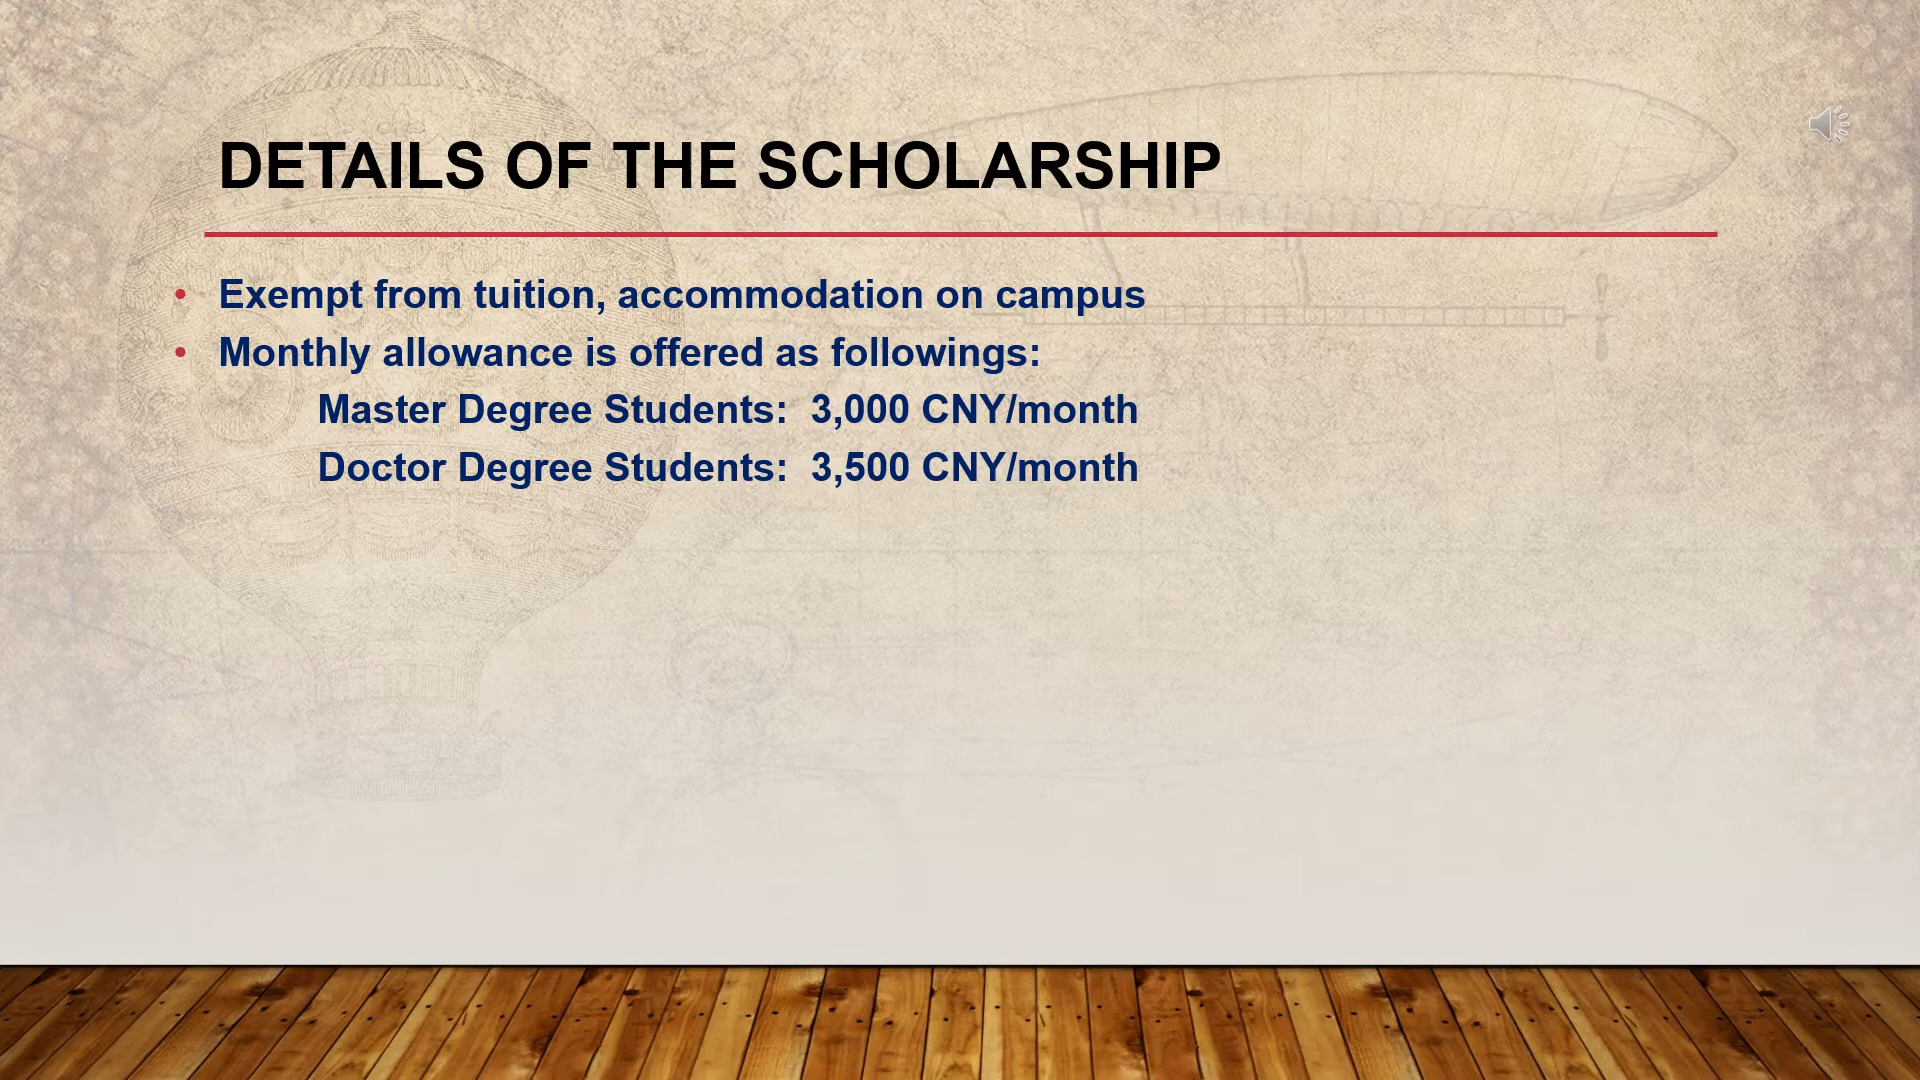 DETAILS OF THE SCHOLARSHIP
• Exempt from tuition, accommodation on campus
• Monthly allowance is offered as followings:
Master Degree Students: 3,000 CNY/month
Doctor Degree Students: 3,500 CNY/month